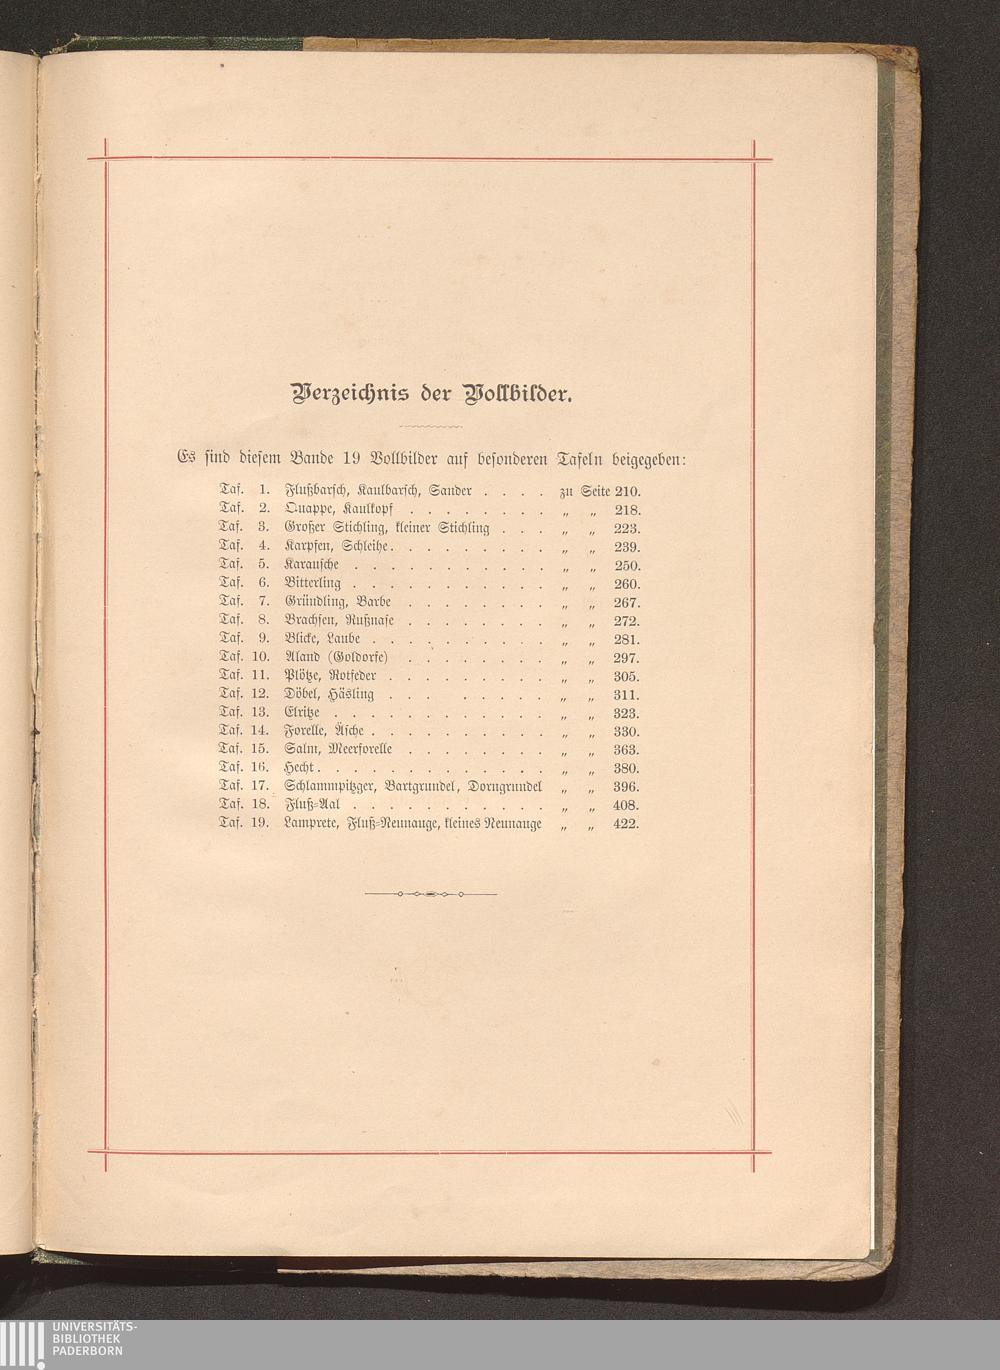 Verzeichnis der Vollbilder.
Es sind diesem Bande 19 Vollbilder auf besonderen Tafeln beigegeben:
Taf. 1. Flußbarsch, Kaulbarsch, Sander . . . . zu Seite 210.
Taf. 2. Quappe, Kaulkopf . . . . . . . . „ „ 218.
Taf. 3. Großer Stichling, kleiner Stichling . . . „ „ 223.
Taf. 4. Karpfen, Schleihe . . . . . . . . . „ „ 239.
Taf. 5. Karausche . . . . . . . . . . . „ „ 250.
Taf. 6. Bitterling . . . . . . . . . . . „ „ 260.
Taf. 7. Gründling, Barbe . . . . . . . . „ „ 267.
Taf. 8. Brachsen, Rußnase . . . . . . . . „ „ 272.
Taf. 9. Blicke, Laube . . . . . . . . . . „ „ 281.
Taf. 10. Aland (Goldorfe) . . . . . . . . „ „ 297.
Taf. 11. Plötze, Rotfeder . . . . . . . . . „ „ 305.
Taf. 12. Döbel, Häsling . . . . . . . . . „ „ 311.
Taf. 13. Elritze . . . . . . . . . . . . „ „ 323.
Taf. 14. Forelle, Äsche . . . . . . . . . . „ „ 330.
Taf. 15. Salm, Meerforelle . . . . . . . . „ „ 363.
Taf. 16. Hecht . . . . . . . . . . . . . „ „ 380.
Taf. 17. Schlammpitzger, Bartgrundel, Dorngrundel „ „ 396.
Taf. 18. Fluß-Aal . . . . . . . . . . . „ „ 408.
Taf. 19. Lamprete, Fluß-Neunauge, kleines Neunauge „ „ 422.
UNIVERSITÄTS-
BIBLIOTHEK
PADERBORN